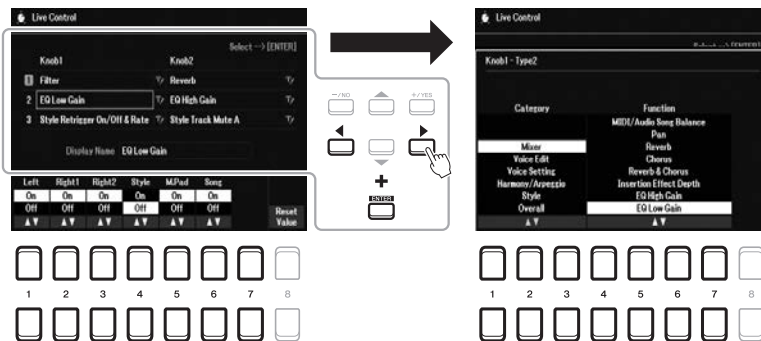 Live Control
Select --> [ENTER]
Knob1 Knob2
1 Filter Reverb
2 EQ Low Gain EQ High Gain
3 Style Retrigger On/Off & Rate Style Track Mute A
Display Name EQ Low Gain
Left Right1 Right2 Style M.Pad Song
On On On On On On
Off Off Off Off Off Off
Reset
Value
1 2 3 4 5 6 7 8
-/NO +/YES
+
ENTER
Live Control
Knob1 - Type2
Category Function
MIDI/Audio Song Balance
Pan
Mixer Reverb
Voice Edit Chorus
Voice Setting Reverb & Chorus
Harmony/Arpeggio Insertion Effect Depth
Style EQ High Gain
Overall EQ Low Gain
1 2 3 4 5 6 7 8